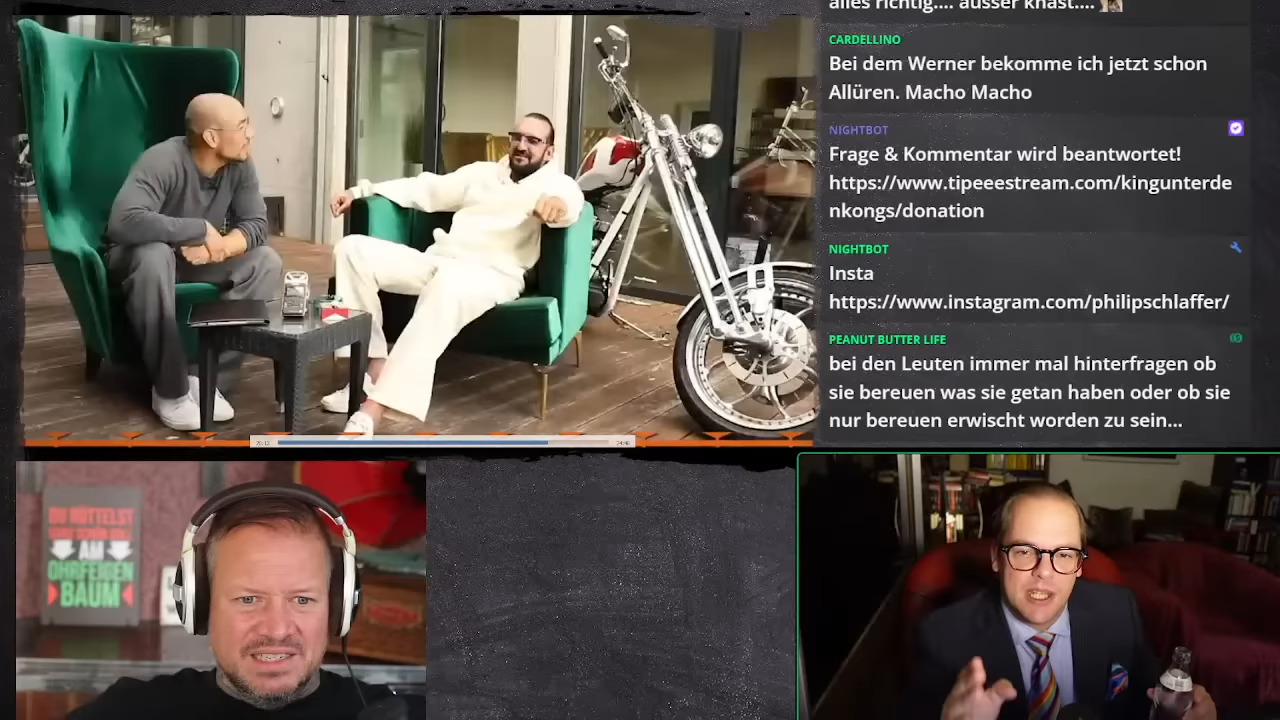 alles richtig.... ausser knast....
CARDELLINO
Bei dem Werner bekomme ich jetzt schon
Allüren. Macho Macho
NIGHTBOT
Frage & Kommentar wird beantwortet!
https://www.tipeeestream.com/kingunterde
nkongs/donation
NIGHTBOT
Insta
https://www.instagram.com/philipschlaffer/
PEANUT BUTTER LIFE
bei den Leuten immer mal hinterfragen ob
sie bereuen was sie getan haben oder ob sie
nur bereuen erwischt worden zu sein...
DU RÜTTELST
AM
OHRFEIGEN
BAUM